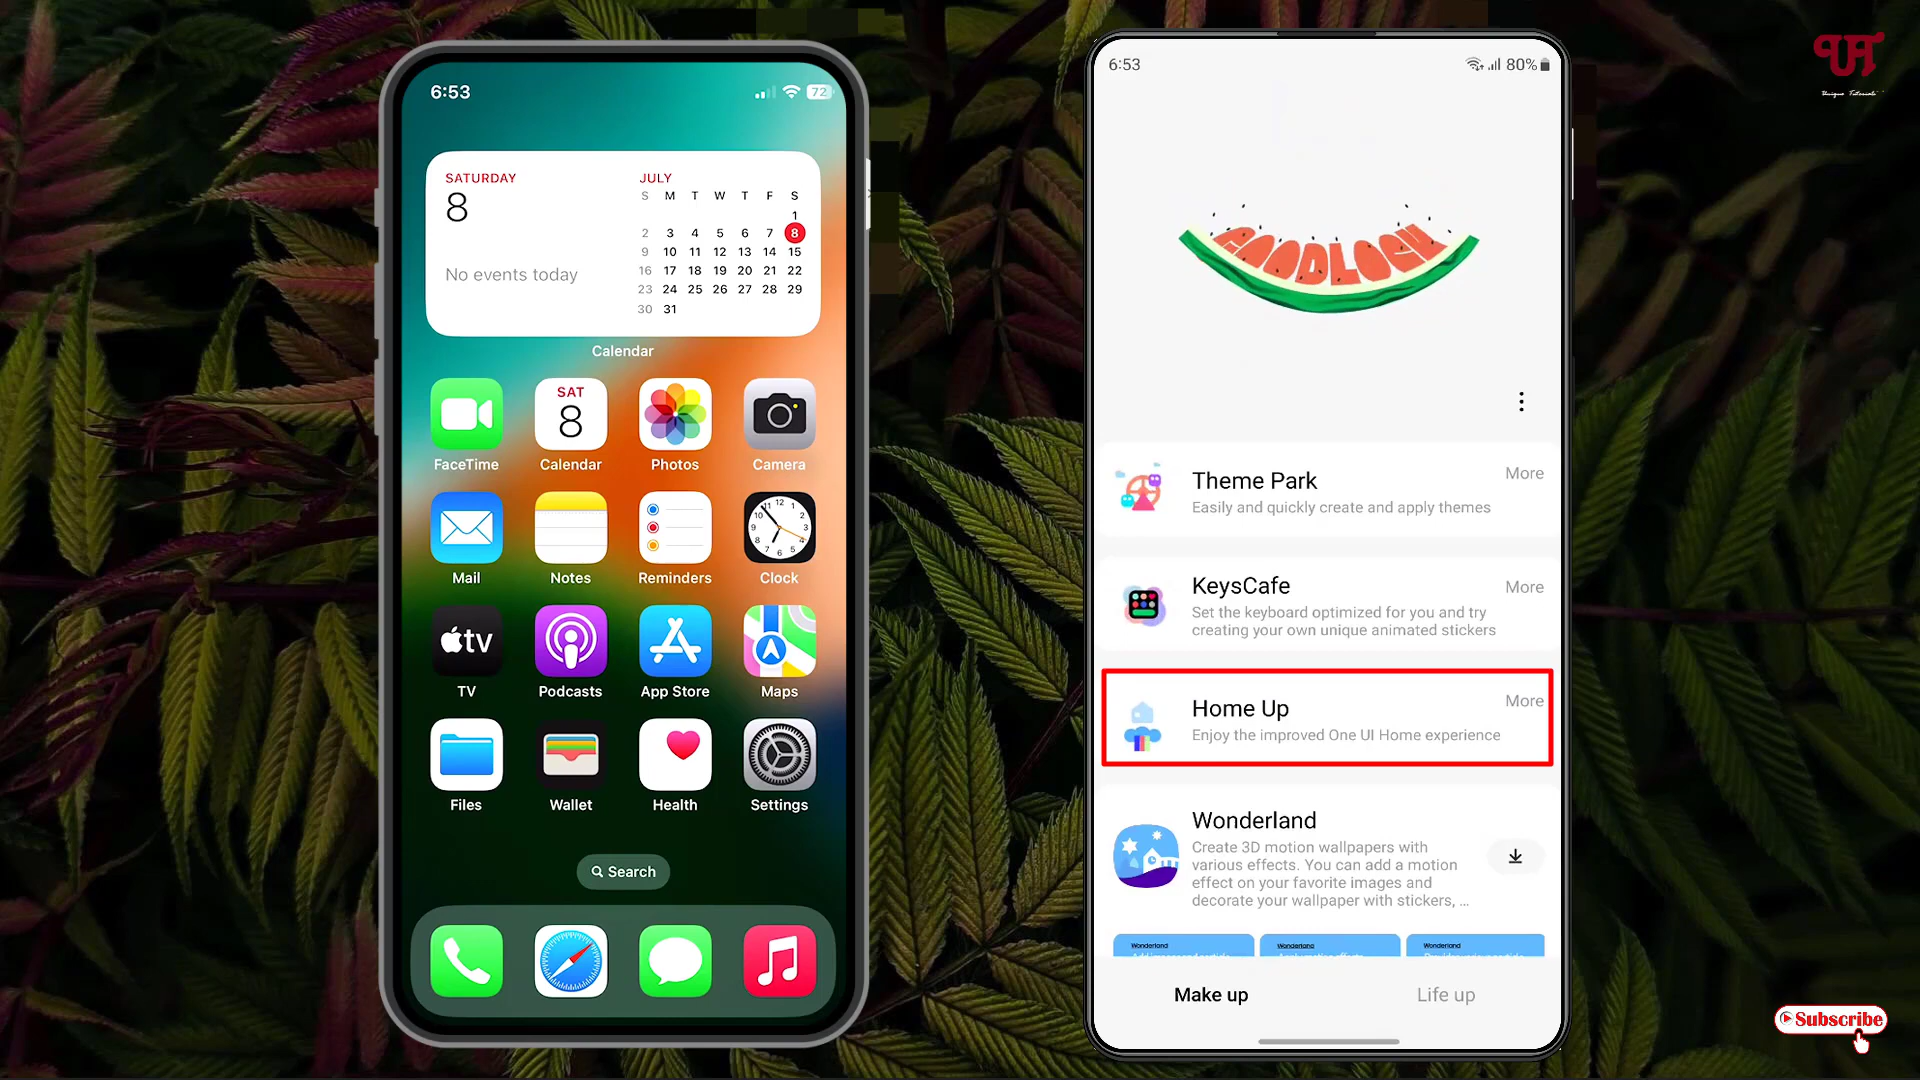 6:53
72
SATURDAY
8
No events today
JULY
S M T W T F S
1
2 3 4 5 6 7 8
9 10 11 12 13 14 15
16 17 18 19 20 21 22
23 24 25 26 27 28 29
30 31
Calendar
SAT
8
FaceTime Calendar Photos Camera
Mail Notes Reminders Clock
tv
TV Podcasts App Store Maps
Files Wallet Health Settings
Search
6:53
80%
GOODLOCK
Theme Park
More
Easily and quickly create and apply themes
KeysCafe
More
Set the keyboard optimized for you and try
creating your own unique animated stickers
Home Up
More
Enjoy the improved One UI Home experience
Wonderland
Create 3D motion wallpapers with
various effects. You can add a motion
effect on your favorite images and
decorate your wallpaper with stickers, ...
Wonderland Wonderland Wonderland
Make up Life up
Unique Tutorials
Subscribe